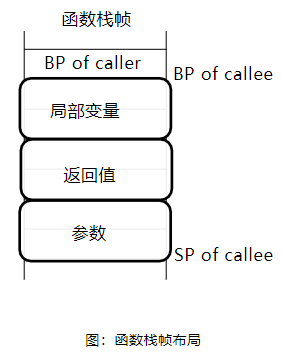 函数栈帧
BP of caller
BP of callee
局部变量
返回值
参数
SP of callee
图：函数栈帧布局